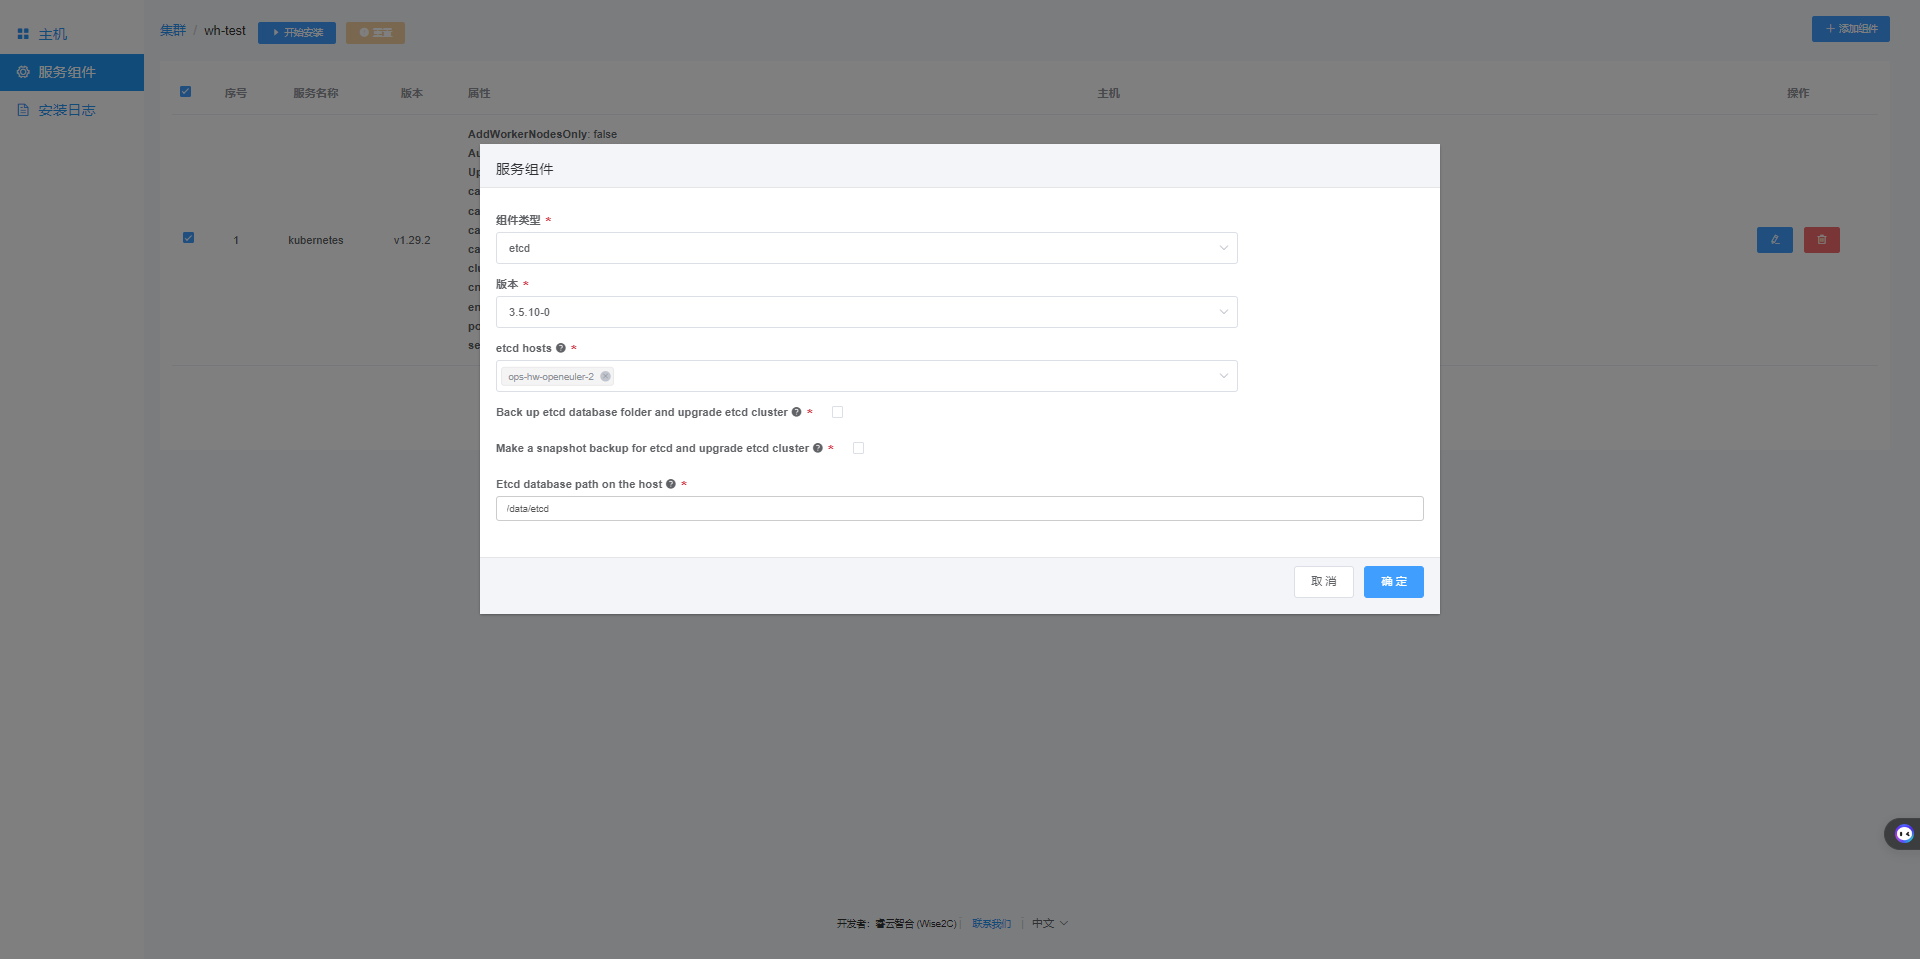 主机
服务组件
安装日志
集群 / wh-test 开始安装 重置
+ 添加组件
序号 服务名称 版本 属性 主机 操作
AddWorkerNodesOnly: false
Au
Up
ca
ca
ca
ca
clu
cn
en
po
se
1 kubernetes v1.29.2
服务组件
组件类型 *
etcd
版本 *
3.5.10-0
etcd hosts *
ops-hw-openeuler-2
Back up etcd database folder and upgrade etcd cluster *
Make a snapshot backup for etcd and upgrade etcd cluster *
Etcd database path on the host *
/data/etcd
取 消 确 定
开发者：睿云智合 (Wise2C) | 联系我们 | 中文